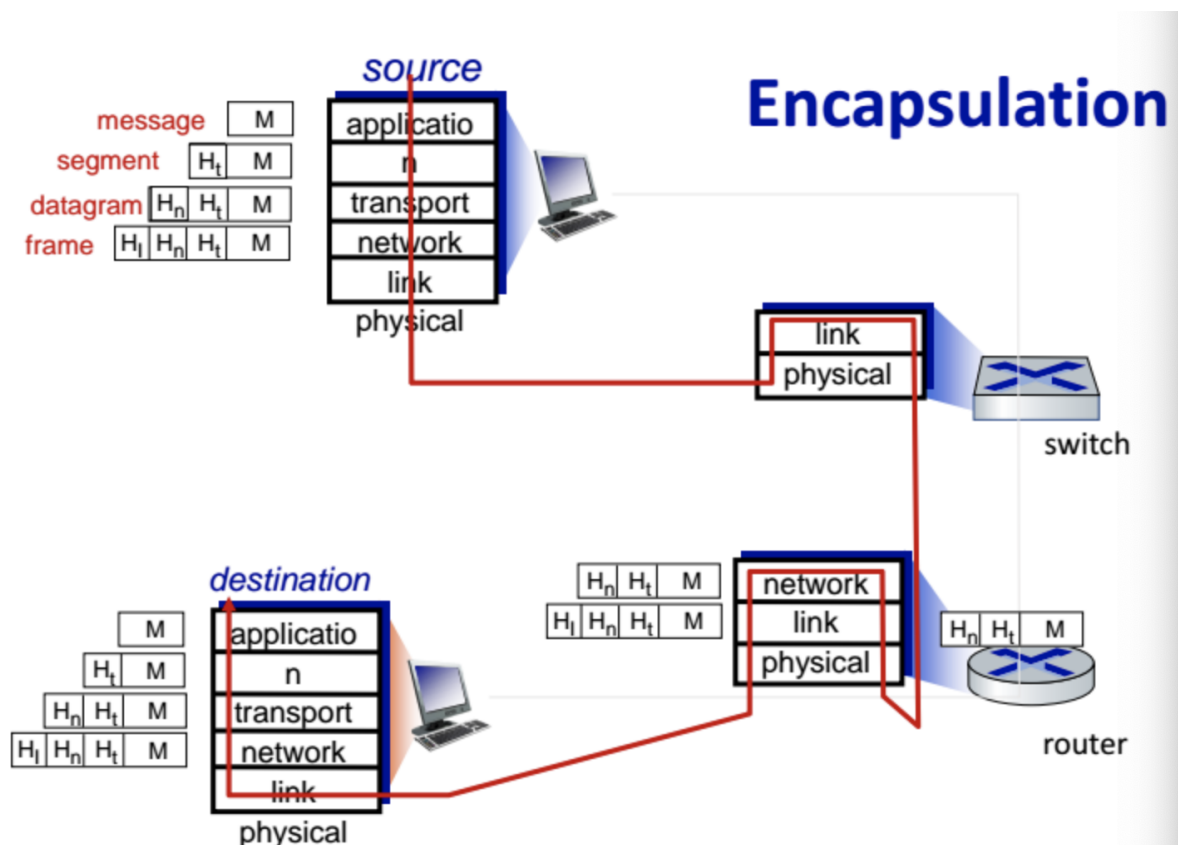 source
Encapsulation
message M
segment Ht M
datagram Hn Ht M
frame Hl Hn Ht M
applicatio
n
transport
network
link
physical
link
physical
switch
destination
M
Ht M
Hn Ht M
Hl Hn Ht M
applicatio
n
transport
network
link
physical
Hn Ht M
Hl Hn Ht M
network
link
physical
Hn Ht M
router